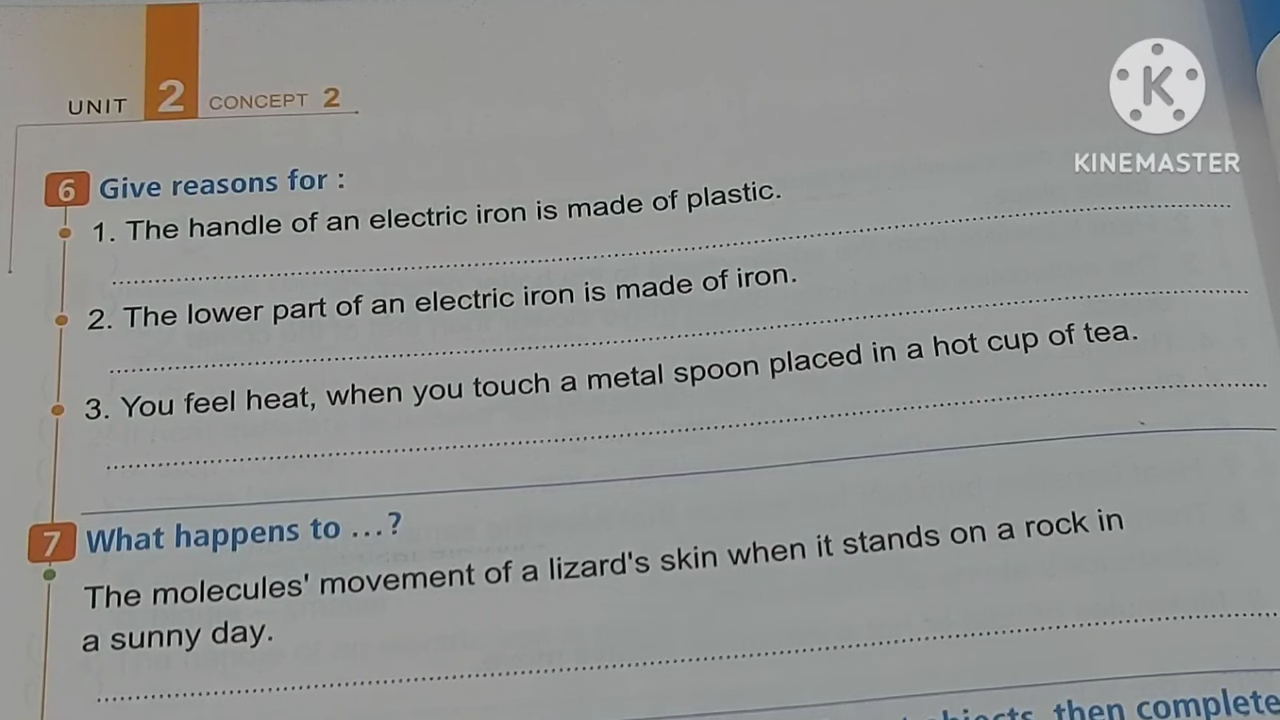 UNIT 2 CONCEPT 2
K
KINEMASTER
6 Give reasons for :
1. The handle of an electric iron is made of plastic.
2. The lower part of an electric iron is made of iron.
3. You feel heat, when you touch a metal spoon placed in a hot cup of tea.
7 What happens to ...?
The molecules' movement of a lizard's skin when it stands on a rock in
a sunny day.
then complete